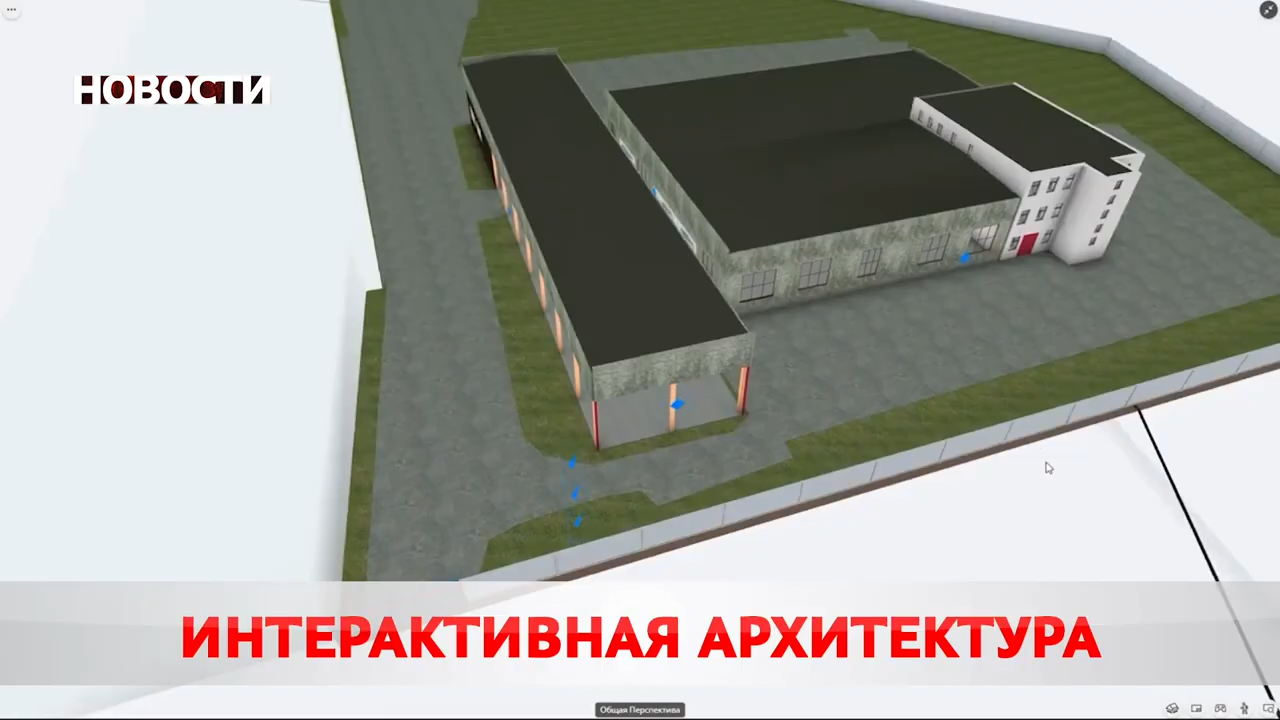 НОВОСТИ
ИНТЕРАКТИВНАЯ АРХИТЕКТУРА
Общая Перспектива